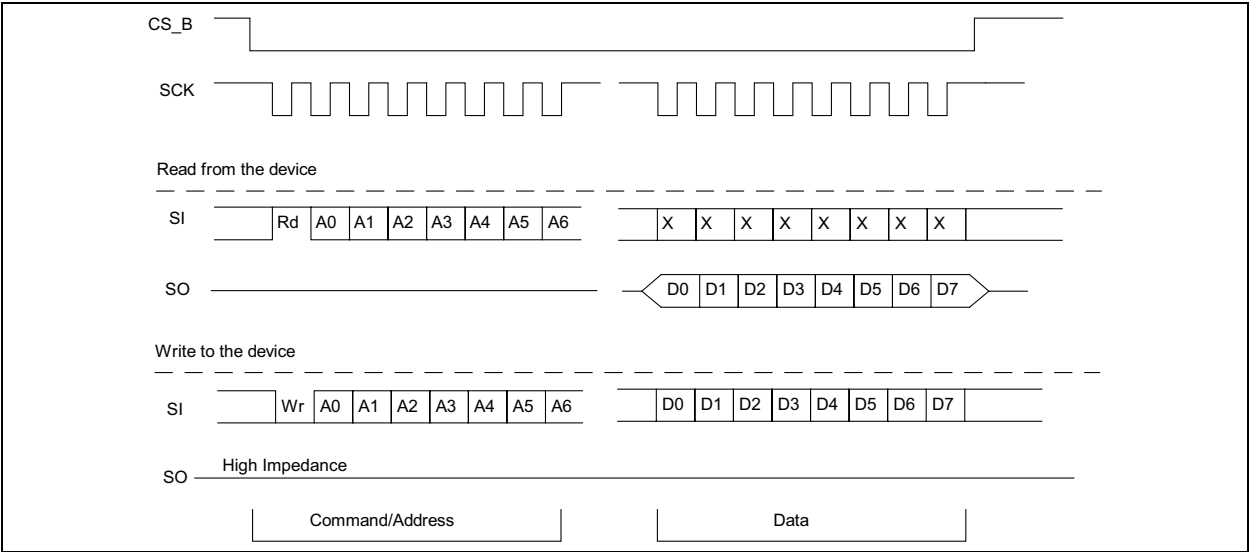 CS_B
SCK
Read from the device
SI Rd A0 A1 A2 A3 A4 A5 A6 X X X X X X X X
SO D0 D1 D2 D3 D4 D5 D6 D7
Write to the device
SI Wr A0 A1 A2 A3 A4 A5 A6 D0 D1 D2 D3 D4 D5 D6 D7
SO High Impedance
Command/Address Data